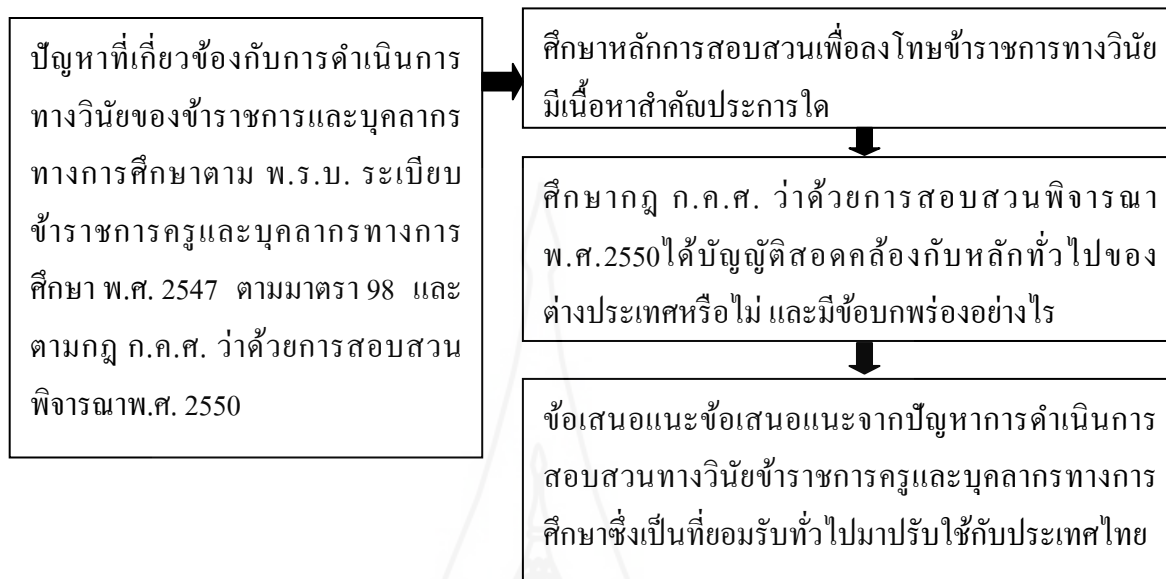 ปัญหาที่เกี่ยวข้องกับการดำเนินการ
ทางวินัยของข้าราชการและบุคลากร
ทางการศึกษาตาม พ.ร.บ. ระเบียบ
ข้าราชการครูและบุคลากรทางการ
ศึกษา พ.ศ. 2547 ตามมาตรา 98 และ
ตามกฎ ก.ค.ศ. ว่าด้วยการสอบสวน
พิจารณาพ.ศ. 2550
ศึกษาหลักการสอบสวนเพื่อลงโทษข้าราชการทางวินัย
มีเนื้อหาสำคัญประการใด
ศึกษากฎ ก.ค.ศ. ว่าด้วยการสอบสวนพิจารณา
พ.ศ.2550ได้บัญญัติสอดคล้องกับหลักทั่วไปของ
ต่างประเทศหรือไม่ และมีข้อบกพร่องอย่างไร
ข้อเสนอแนะข้อเสนอแนะจากปัญหาการดำเนินการ
สอบสวนทางวินัยข้าราชการครูและบุคลากรทางการ
ศึกษาซึ่งเป็นที่ยอมรับทั่วไปมาปรับใช้กับประเทศไทย